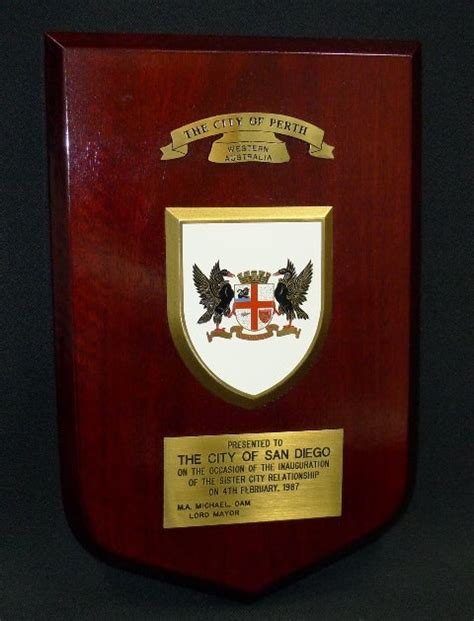 THE CITY OF PERTH
WESTERN
AUSTRALIA
PRESENTED TO
THE CITY OF SAN DIEGO
ON THE OCCASION OF THE INAUGURATION
OF THE SISTER CITY RELATIONSHIP
ON 4TH FEBRUARY, 1987
M.A. MICHAEL, OAM
LORD MAYOR